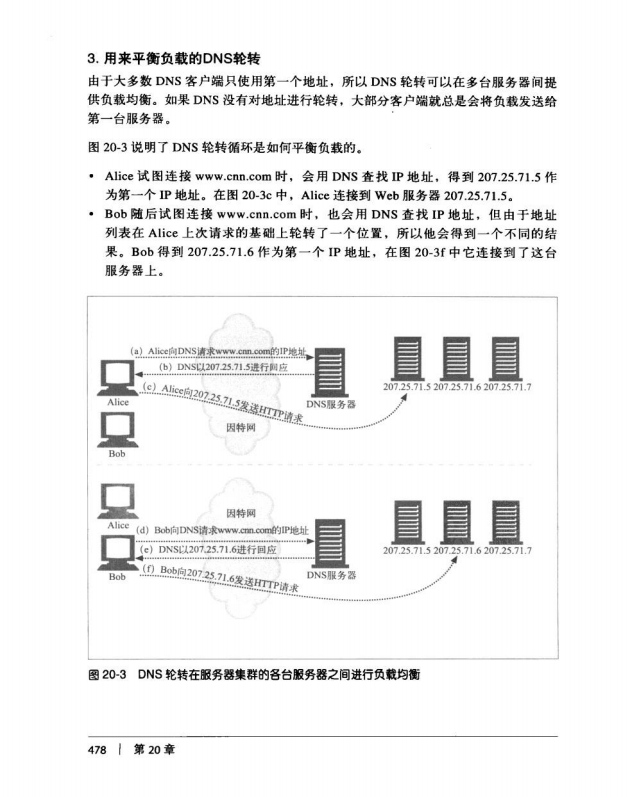 3. 用来平衡负载的DNS轮转
由于大多数 DNS 客户端只使用第一个地址，所以 DNS 轮转可以在多台服务器间提
供负载均衡。如果 DNS 没有对地址进行轮转，大部分客户端就总是会将负载发送给
第一台服务器。
图 20-3 说明了 DNS 轮转循环是如何平衡负载的。
• Alice 试图连接 www.cnn.com 时，会用 DNS 查找 IP 地址，得到 207.25.71.5 作
为第一个 IP 地址。在图 20-3c 中，Alice 连接到 Web 服务器 207.25.71.5。
• Bob 随后试图连接 www.cnn.com 时，也会用 DNS 查找 IP 地址，但由于地址
列表在 Alice 上次请求的基础上轮转了一个位置，所以他会得到一个不同的结
果。Bob 得到 207.25.71.6 作为第一个 IP 地址，在图 20-3f 中它连接到了这台
服务器上。
(a) Alice向DNS请求www.cnn.com的IP地址
(b) DNS以207.25.71.5进行回应
(c) Alice向207.25.71.5发送HTTP请求
Alice
DNS服务器
207.25.71.5 207.25.71.6 207.25.71.7
因特网
Bob
因特网
Alice
(d) Bob向DNS请求www.cnn.com的IP地址
(e) DNS以207.25.71.6进行回应
207.25.71.5 207.25.71.6 207.25.71.7
(f) Bob向207.25.71.6发送HTTP请求
Bob
DNS服务器
图 20-3 DNS 轮转在服务器集群的各台服务器之间进行负载均衡
478 | 第 20 章